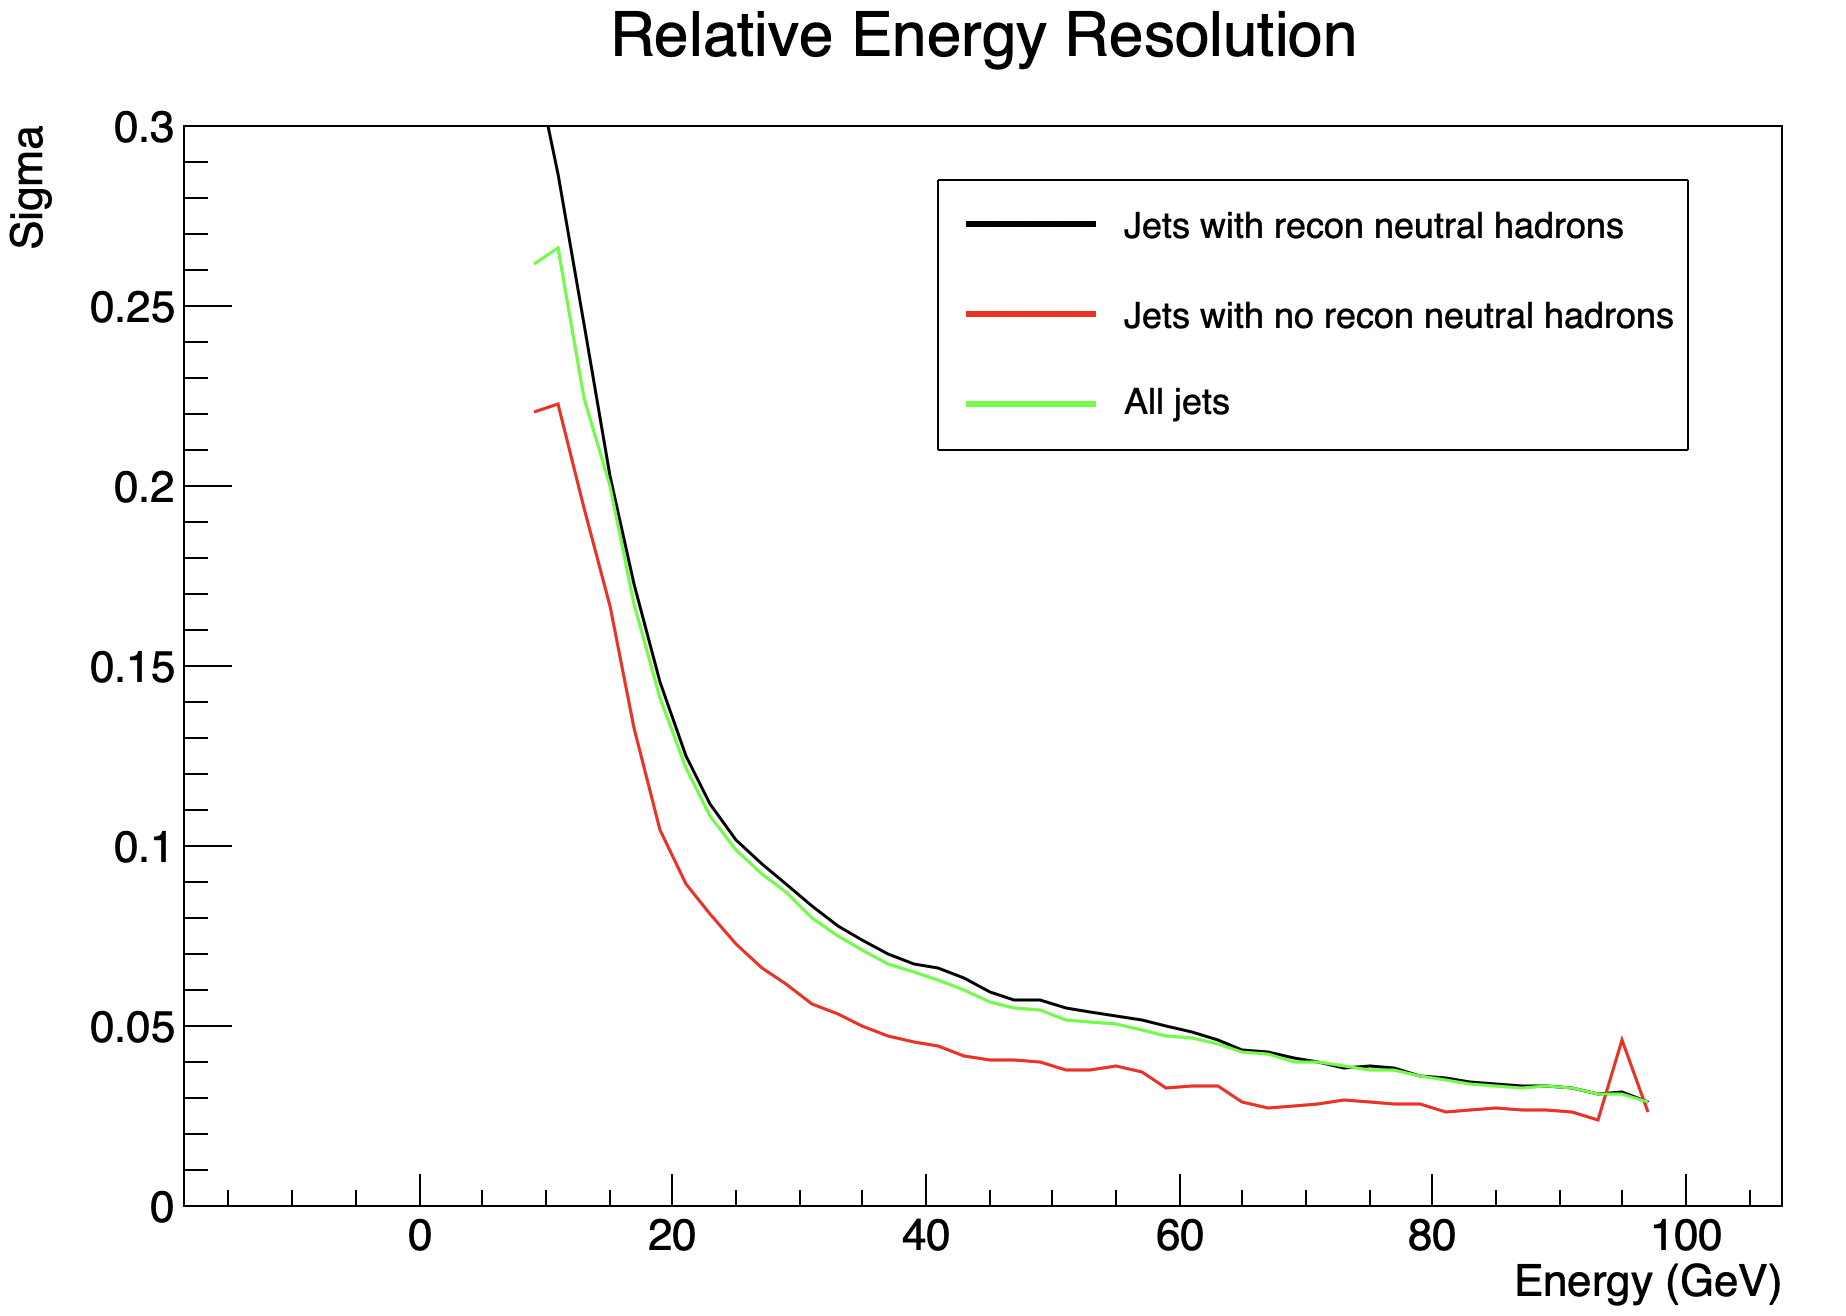 Relative Energy Resolution
Sigma
0.3
0.25
0.2
0.15
0.1
0.05
0
Jets with recon neutral hadrons
Jets with no recon neutral hadrons
All jets
0 20 40 60 80 100
Energy (GeV)